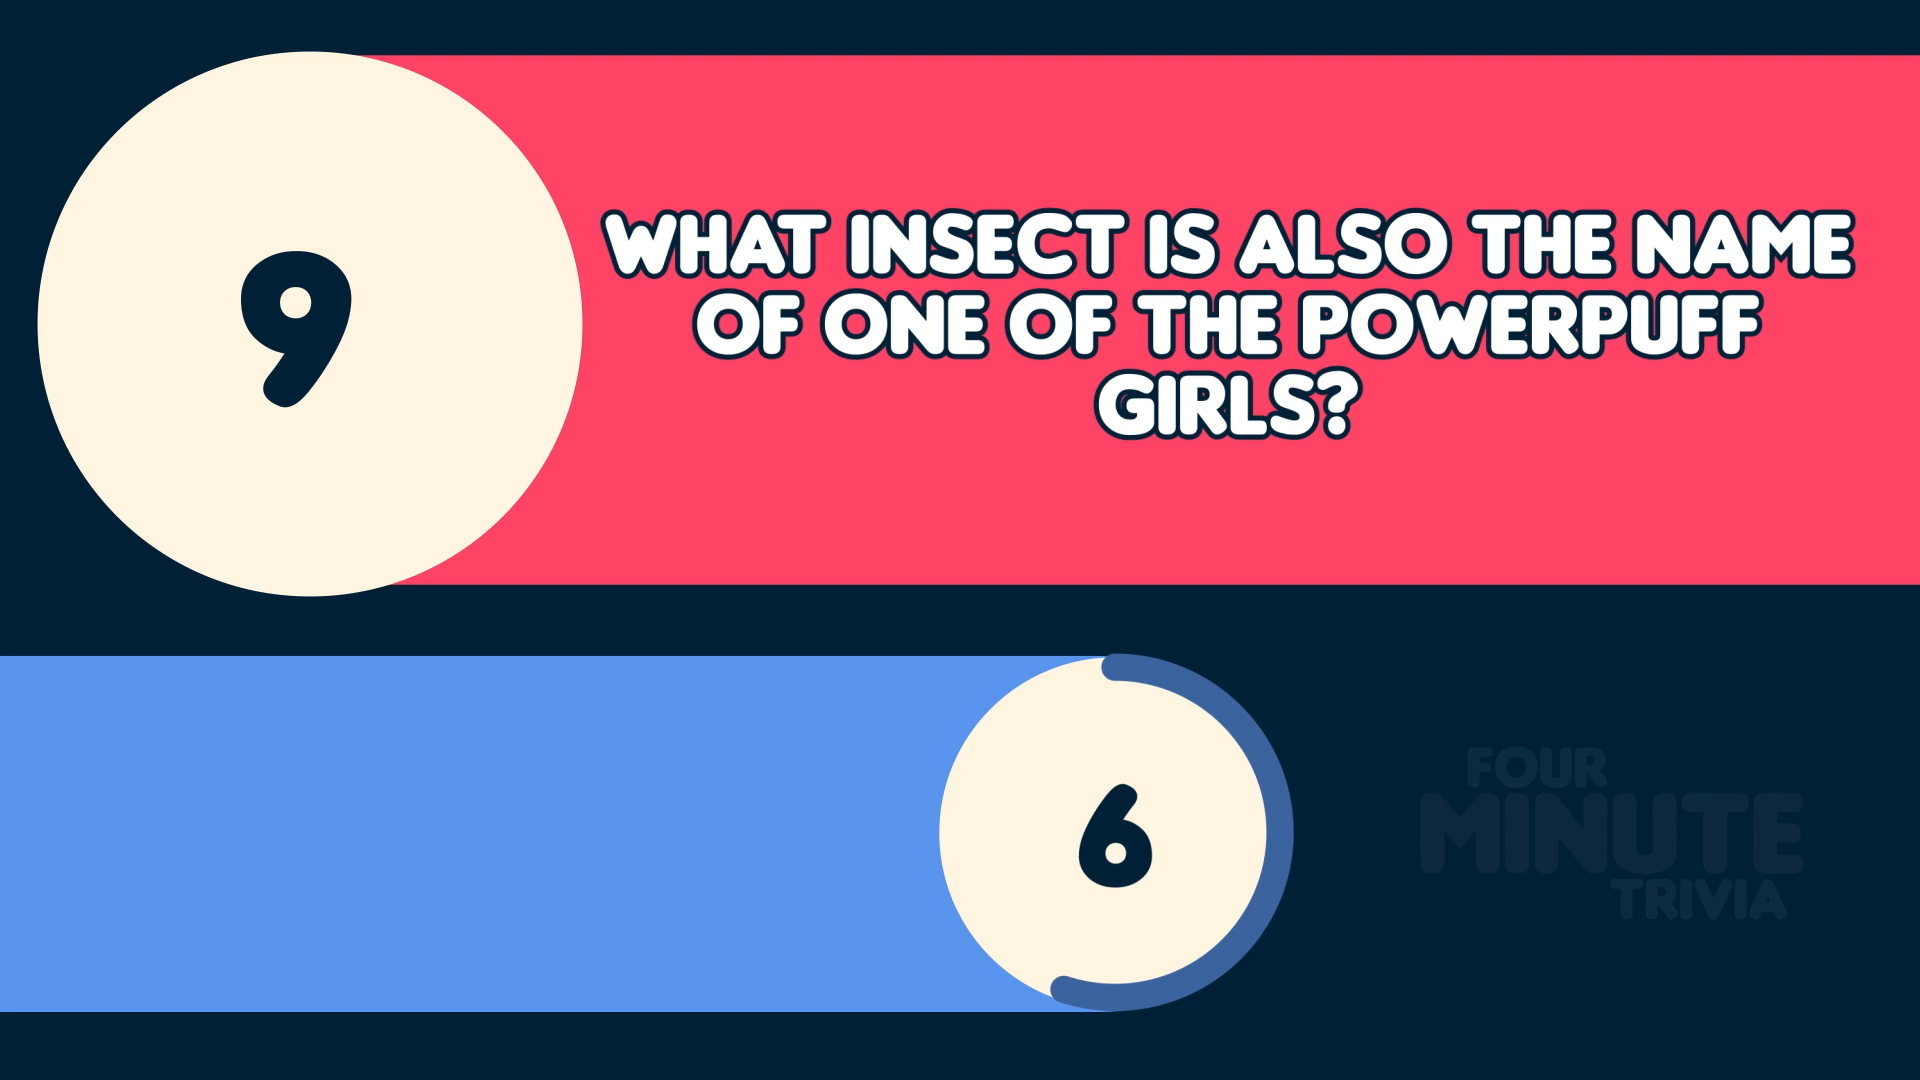 9
WHAT INSECT IS ALSO THE NAME
OF ONE OF THE POWERPUFF
GIRLS?
6
FOUR
MINUTE
TRIVIA